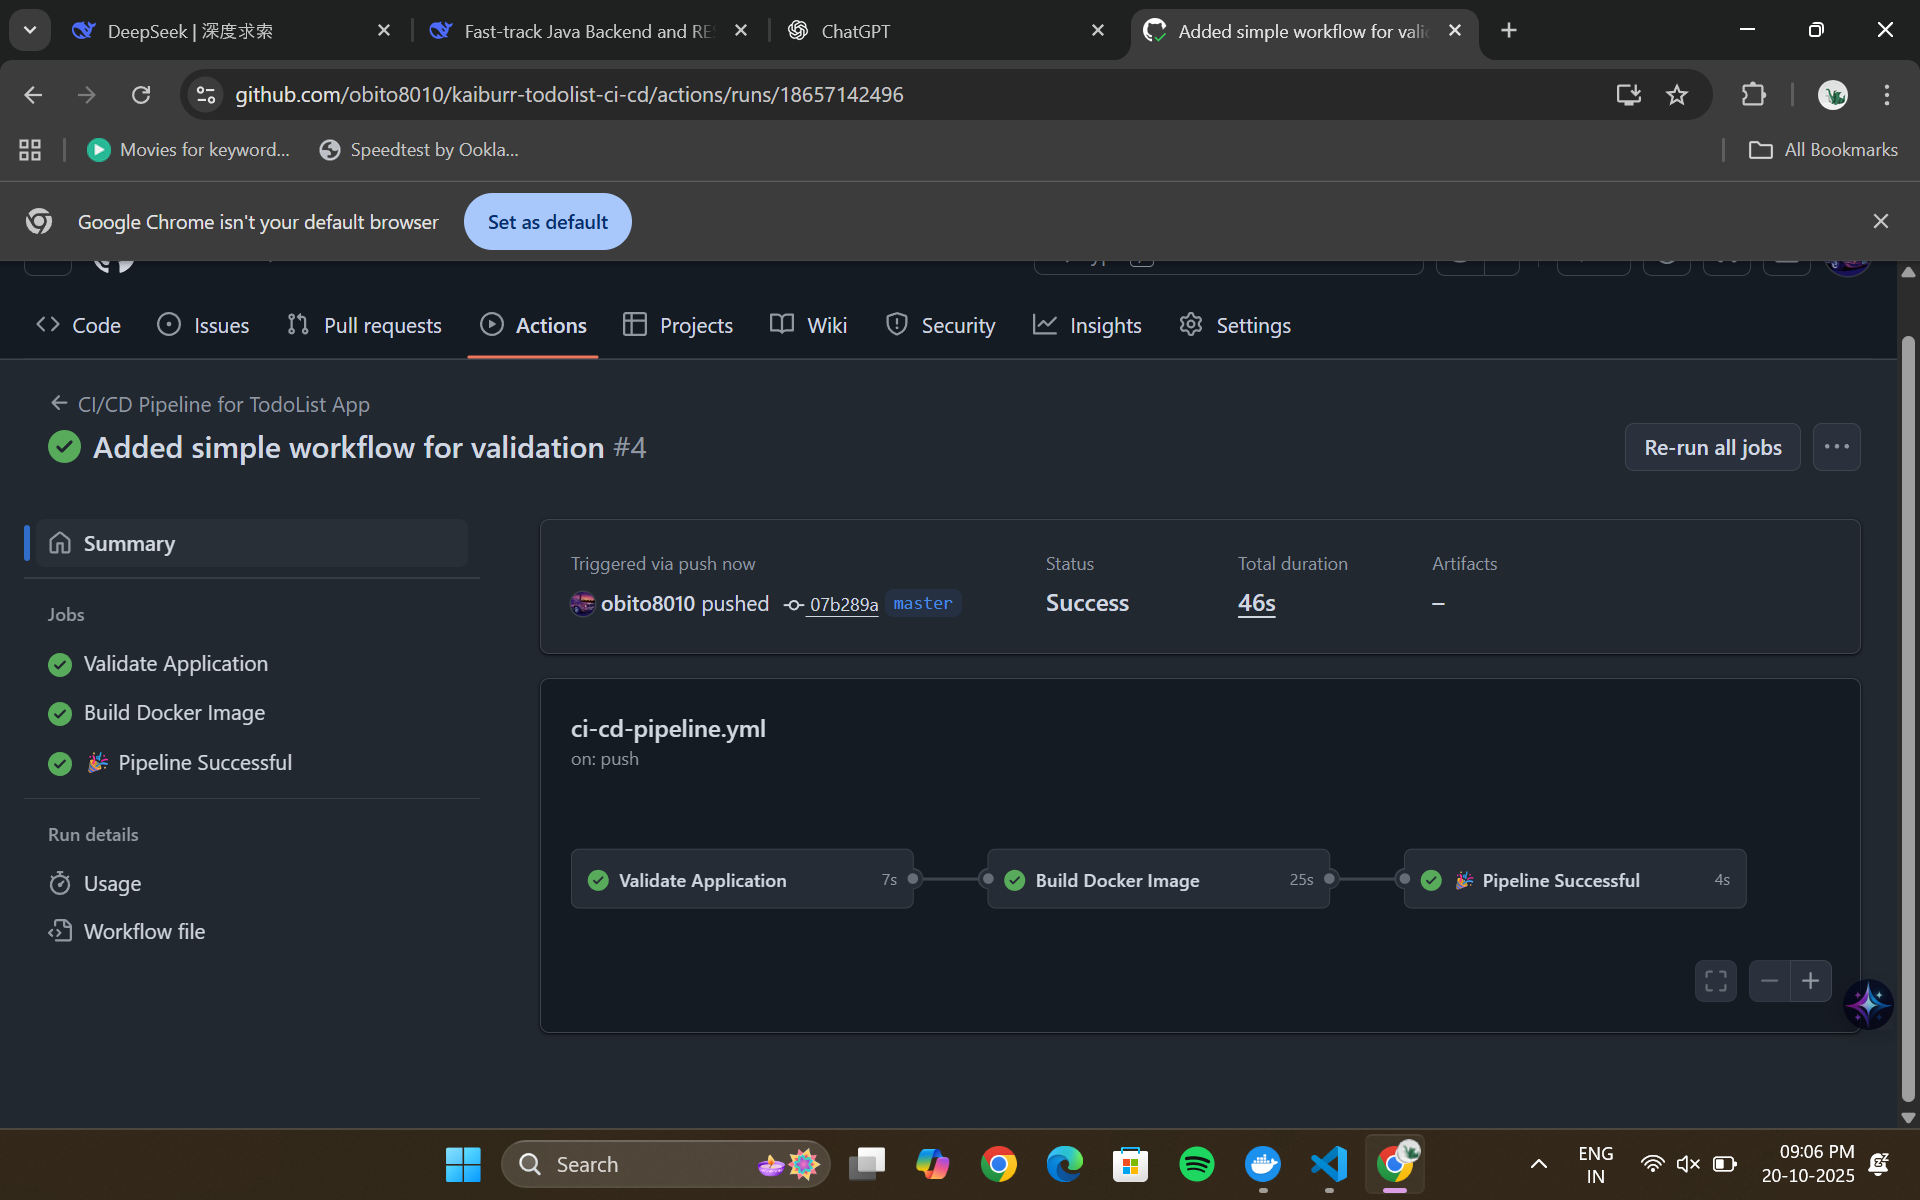 DeepSeek | 深度求索
Fast-track Java Backend and RES
ChatGPT
Added simple workflow for valid
github.com/obito8010/kaiburr-todolist-ci-cd/actions/runs/18657142496
Movies for keyword...
Speedtest by Ookla...
All Bookmarks
Google Chrome isn't your default browser
Set as default
Code
Issues
Pull requests
Actions
Projects
Wiki
Security
Insights
Settings
CI/CD Pipeline for TodoList App
Added simple workflow for validation #4
Re-run all jobs
Summary
Jobs
Validate Application
Build Docker Image
🎉 Pipeline Successful
Run details
Usage
Workflow file
Triggered via push now
obito8010 pushed 07b289a master
Status
Success
Total duration
46s
Artifacts
–
ci-cd-pipeline.yml
on: push
Validate Application 7s
Build Docker Image 25s
🎉 Pipeline Successful 4s
Search
ENG
IN
09:06 PM
20-10-2025